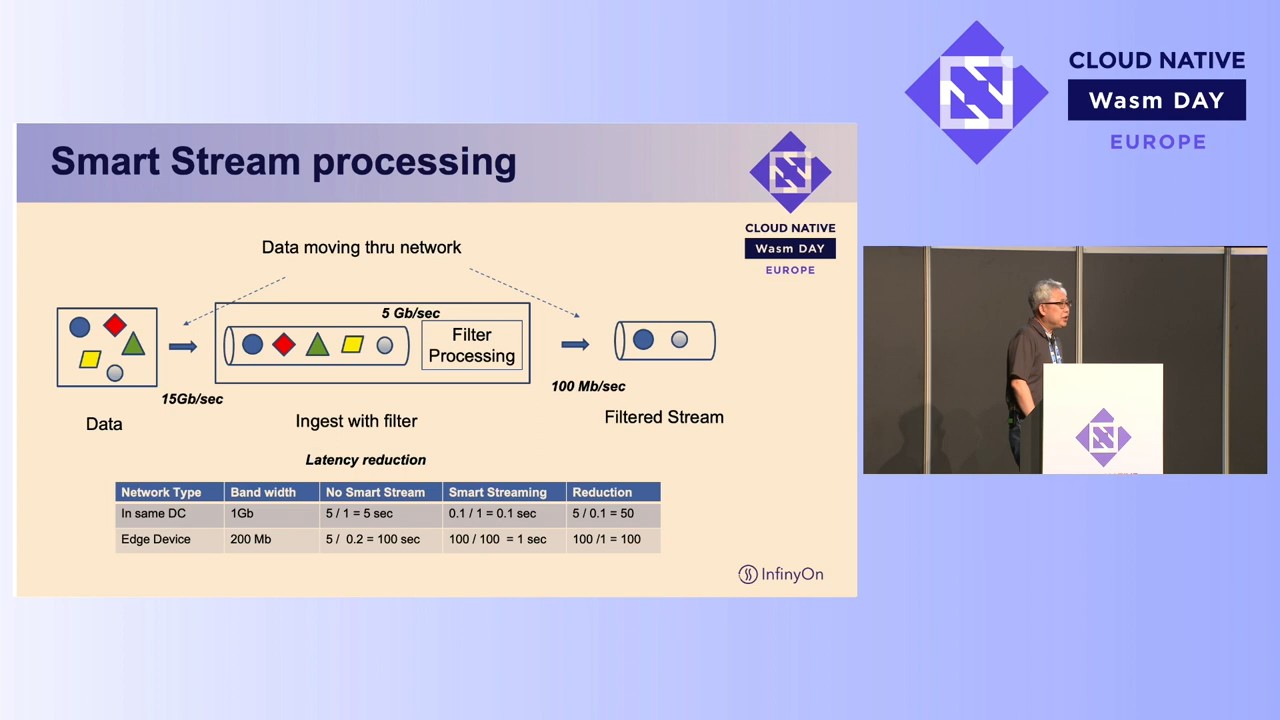 CLOUD NATIVE
Wasm DAY
EUROPE
Smart Stream processing
CLOUD NATIVE
Wasm DAY
EUROPE
Data moving thru network
5 Gb/sec
Filter
Processing
15Gb/sec
100 Mb/sec
Data
Ingest with filter
Filtered Stream
Latency reduction
Network Type Band width No Smart Stream Smart Streaming Reduction
In same DC 1Gb 5 / 1 = 5 sec 0.1 / 1 = 0.1 sec 5 / 0.1 = 50
Edge Device 200 Mb 5 / 0.2 = 100 sec 100 / 100 = 1 sec 100 /1 = 100
InfinyOn